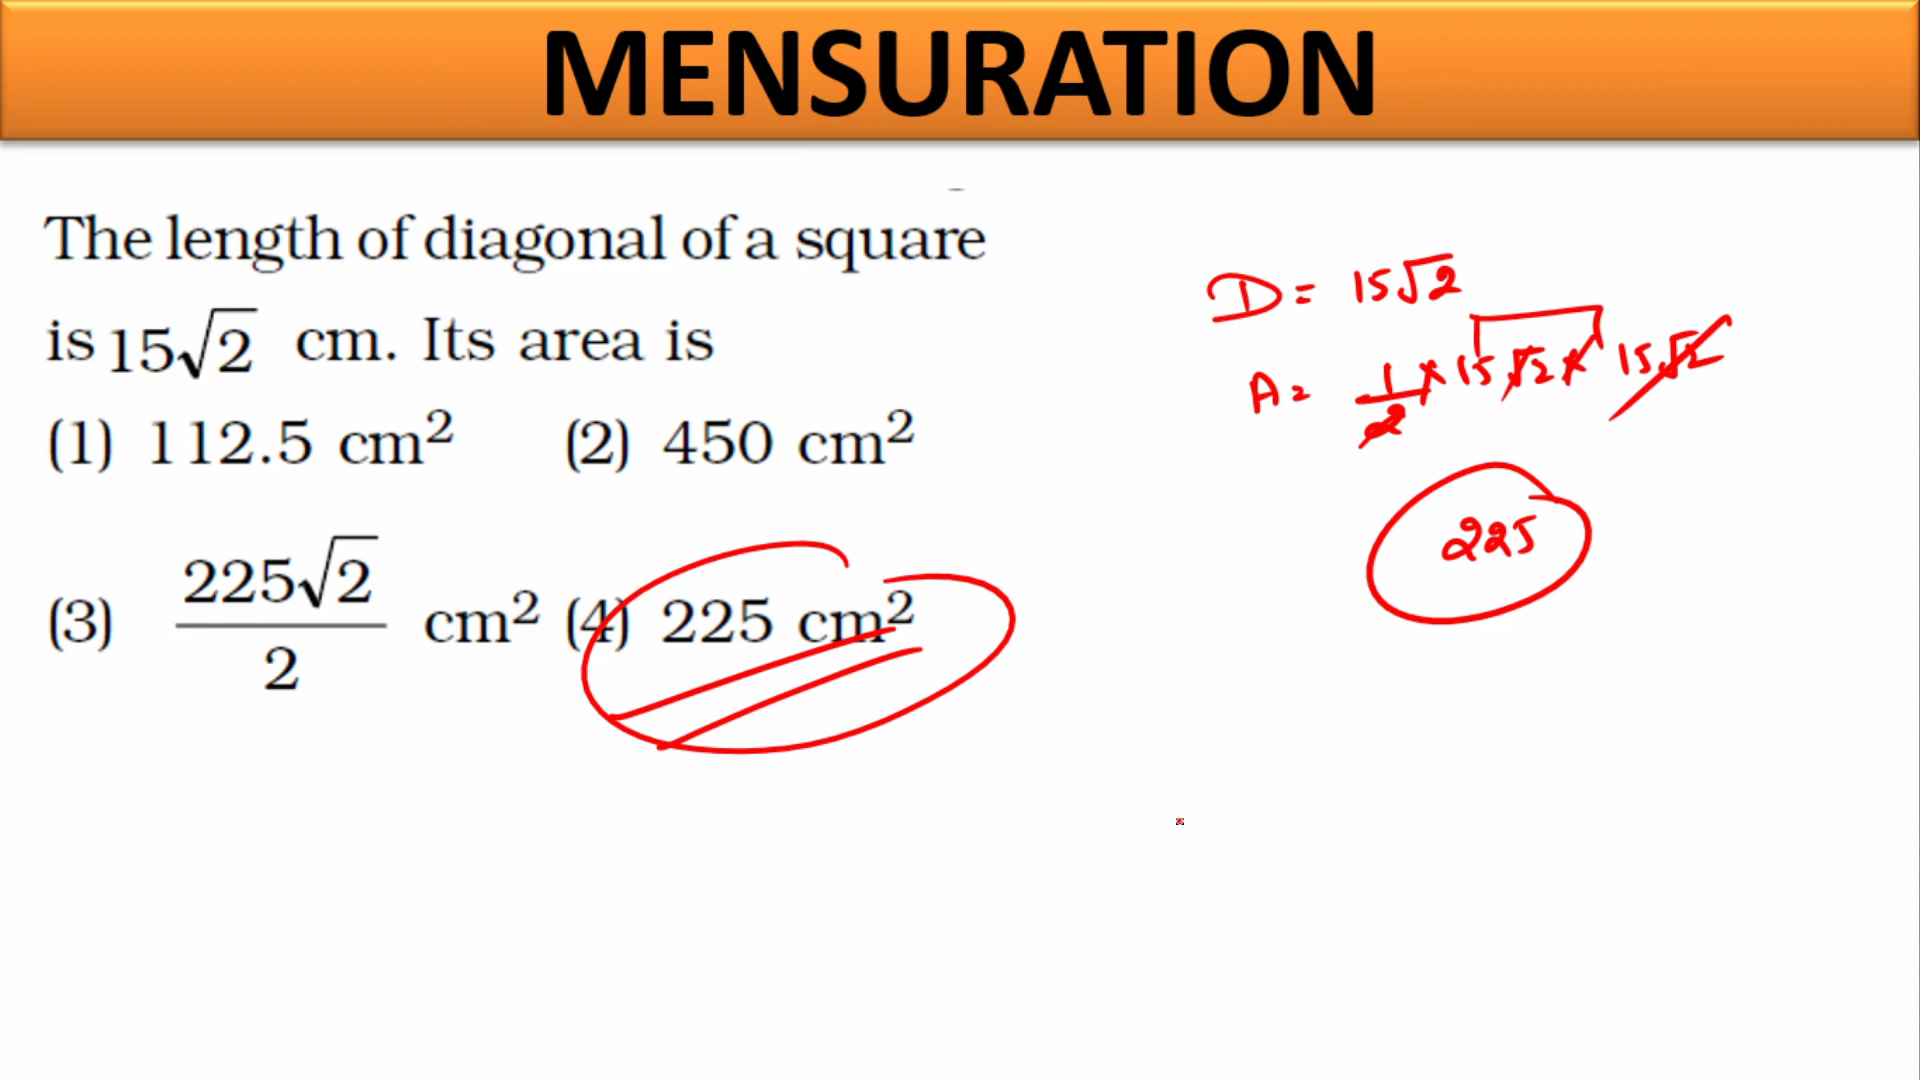 MENSURATION
The length of diagonal of a square
is 15√2 cm. Its area is
(1) 112.5 cm² (2) 450 cm²
(3) 225√2/2 cm² (4) 225 cm²
D = 15√2
A = 1/2 × 15√2 × 15√2
225